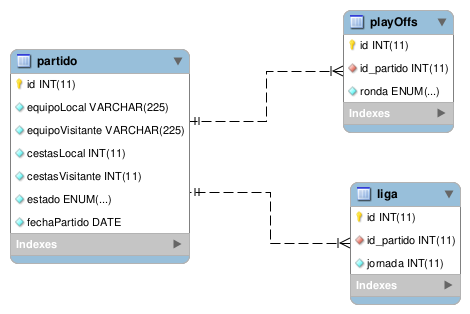 partido
id INT(11)
equipoLocal VARCHAR(225)
equipoVisitante VARCHAR(225)
cestasLocal INT(11)
cestasVisitante INT(11)
estado ENUM(...)
fechaPartido DATE
Indexes
playOffs
id INT(11)
id_partido INT(11)
ronda ENUM(...)
Indexes
liga
id INT(11)
id_partido INT(11)
jornada INT(11)
Indexes